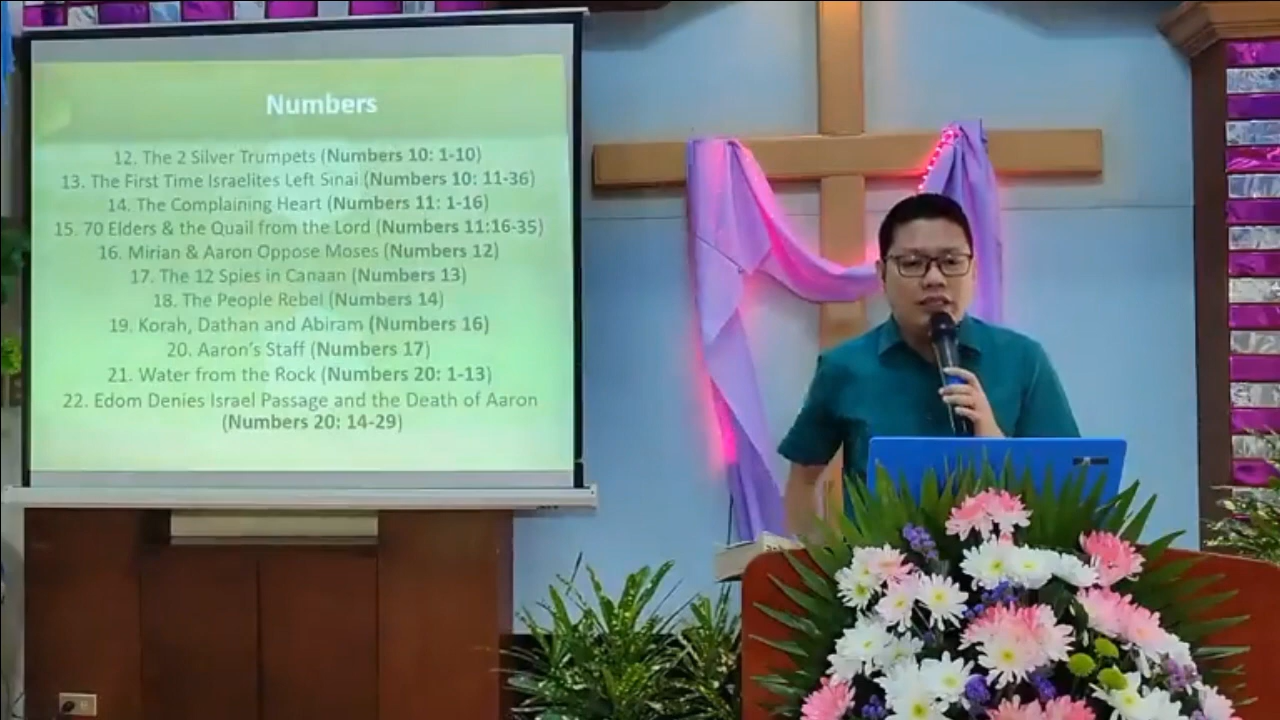 Numbers
12. The 2 Silver Trumpets (Numbers 10: 1-10)
13. The First Time Israelites Left Sinai (Numbers 10: 11-36)
14. The Complaining Heart (Numbers 11: 1-16)
15. 70 Elders & the Quail from the Lord (Numbers 11:16-35)
16. Mirian & Aaron Oppose Moses (Numbers 12)
17. The 12 Spies in Canaan (Numbers 13)
18. The People Rebel (Numbers 14)
19. Korah, Dathan and Abiram (Numbers 16)
20. Aaron's Staff (Numbers 17)
21. Water from the Rock (Numbers 20: 1-13)
22. Edom Denies Israel Passage and the Death of Aaron
(Numbers 20: 14-29)